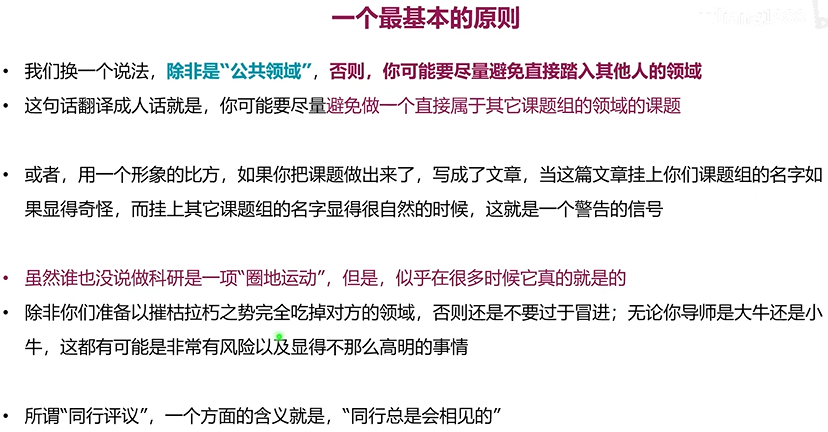 一个最基本的原则
• 我们换一个说法，除非是“公共领域”，否则，你可能要尽量避免直接踏入其他人的领域
• 这句话翻译成人话就是，你可能要尽量避免做一个直接属于其它课题组的领域的课题
• 或者，用一个形象的比方，如果你把课题做出来了，写成了文章，当这篇文章挂上你们课题组的名字如
果显得奇怪，而挂上其它课题组的名字显得很自然的时候，这就是一个警告的信号
• 虽然谁也没说做科研是一项“圈地运动”，但是，似乎在很多时候它真的就是的
• 除非你们准备以摧枯拉朽之势完全吃掉对方的领域，否则还是不要过于冒进；无论你导师是大牛还是小
牛，这都有可能是非常有风险以及显得不那么高明的事情
• 所谓“同行评议”，一个方面的含义就是，“同行总是会相见的”